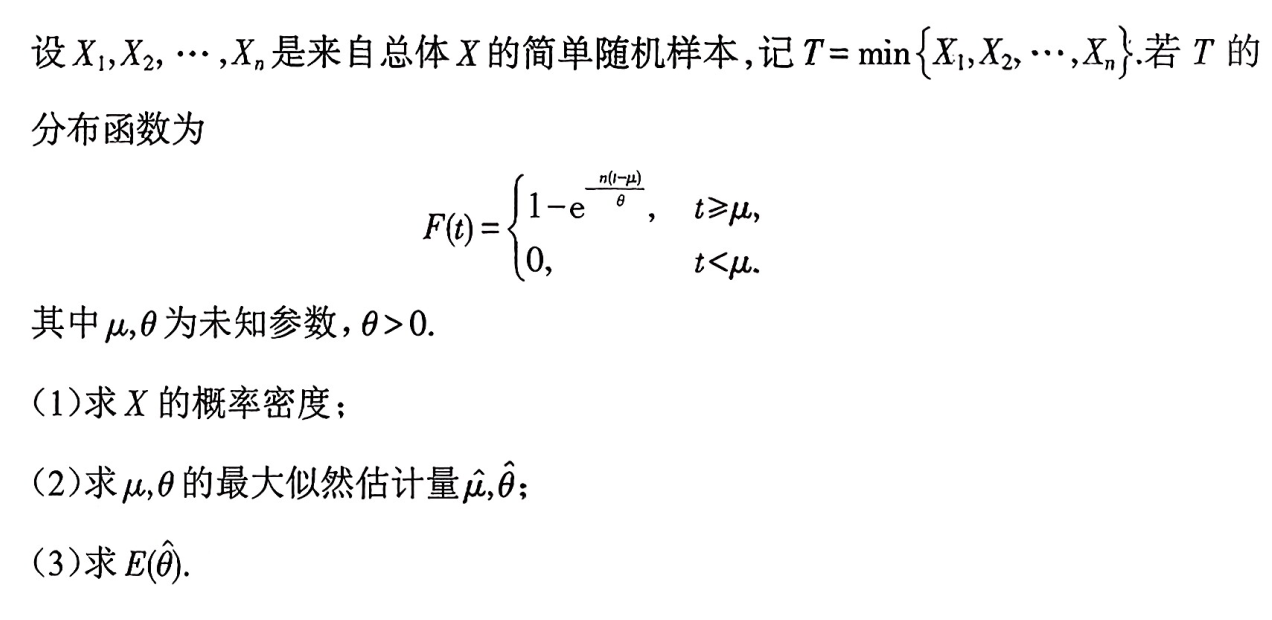 设 X₁,X₂, ⋯ ,Xₙ 是来自总体 X 的简单随机样本,记 T = min{X₁,X₂, ⋯ ,Xₙ}.若 T 的
分布函数为
F(t) = { 1-e^{-\frac{n(t-μ)}{θ}}, t≥μ,
0, t<μ.
其中 μ,θ 为未知参数, θ>0.
(1)求 X 的概率密度;
(2)求 μ,θ 的最大似然估计量 μ̂,θ̂;
(3)求 E(θ̂).